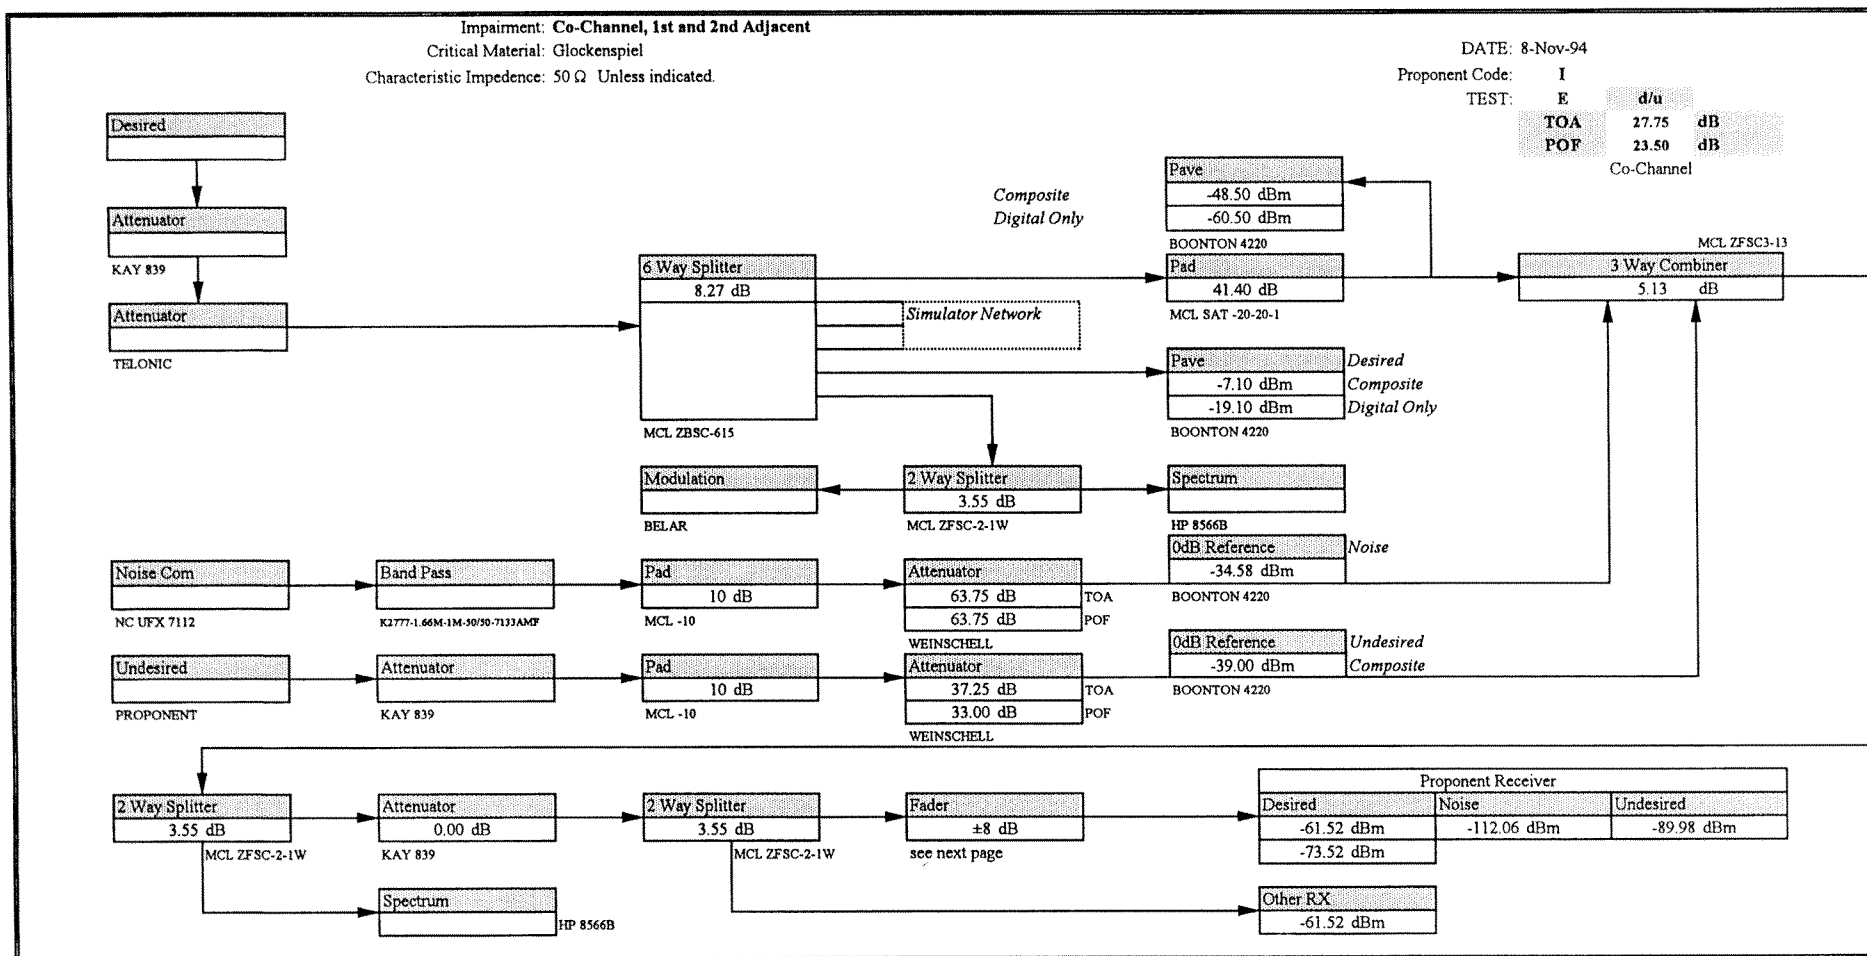 Impairment: Co-Channel, 1st and 2nd Adjacent
Critical Material: Glockenspiel
Characteristic Impedence: 50 Ω Unless indicated.
DATE: 8-Nov-94
Proponent Code: I
TEST: E d/u
TOA 27.75 dB
POF 23.50 dB
Co-Channel
Desired
Attenuator
KAY 839
Attenuator
TELONIC
6 Way Splitter
8.27 dB
MCL ZBSC-615
Simulator Network
Composite
Digital Only
Pave
-48.50 dBm
-60.50 dBm
BOONTON 4220
Pad
41.40 dB
MCL SAT -20-20-1
MCL ZFSC3-13
3 Way Combiner
5.13 dB
Pave Desired
-7.10 dBm Composite
-19.10 dBm Digital Only
BOONTON 4220
Modulation
BELAR
2 Way Splitter
3.55 dB
MCL ZFSC-2-1W
Spectrum
HP 8566B
Noise Com
NC UFX 7112
Band Pass
K2777-1.66M-1M-50/50-7133AMF
Pad
10 dB
MCL -10
Attenuator
63.75 dB TOA
63.75 dB POF
WEINSCHELL
0dB Reference Noise
-34.58 dBm
BOONTON 4220
Undesired
PROPONENT
Attenuator
KAY 839
Pad
10 dB
MCL -10
Attenuator
37.25 dB TOA
33.00 dB POF
WEINSCHELL
0dB Reference Undesired
-39.00 dBm Composite
BOONTON 4220
2 Way Splitter
3.55 dB
MCL ZFSC-2-1W
Attenuator
0.00 dB
KAY 839
2 Way Splitter
3.55 dB
MCL ZFSC-2-1W
Fader
±8 dB
see next page
Proponent Receiver
Desired Noise Undesired
-61.52 dBm -112.06 dBm -89.98 dBm
-73.52 dBm
Spectrum
HP 8566B
Other RX
-61.52 dBm